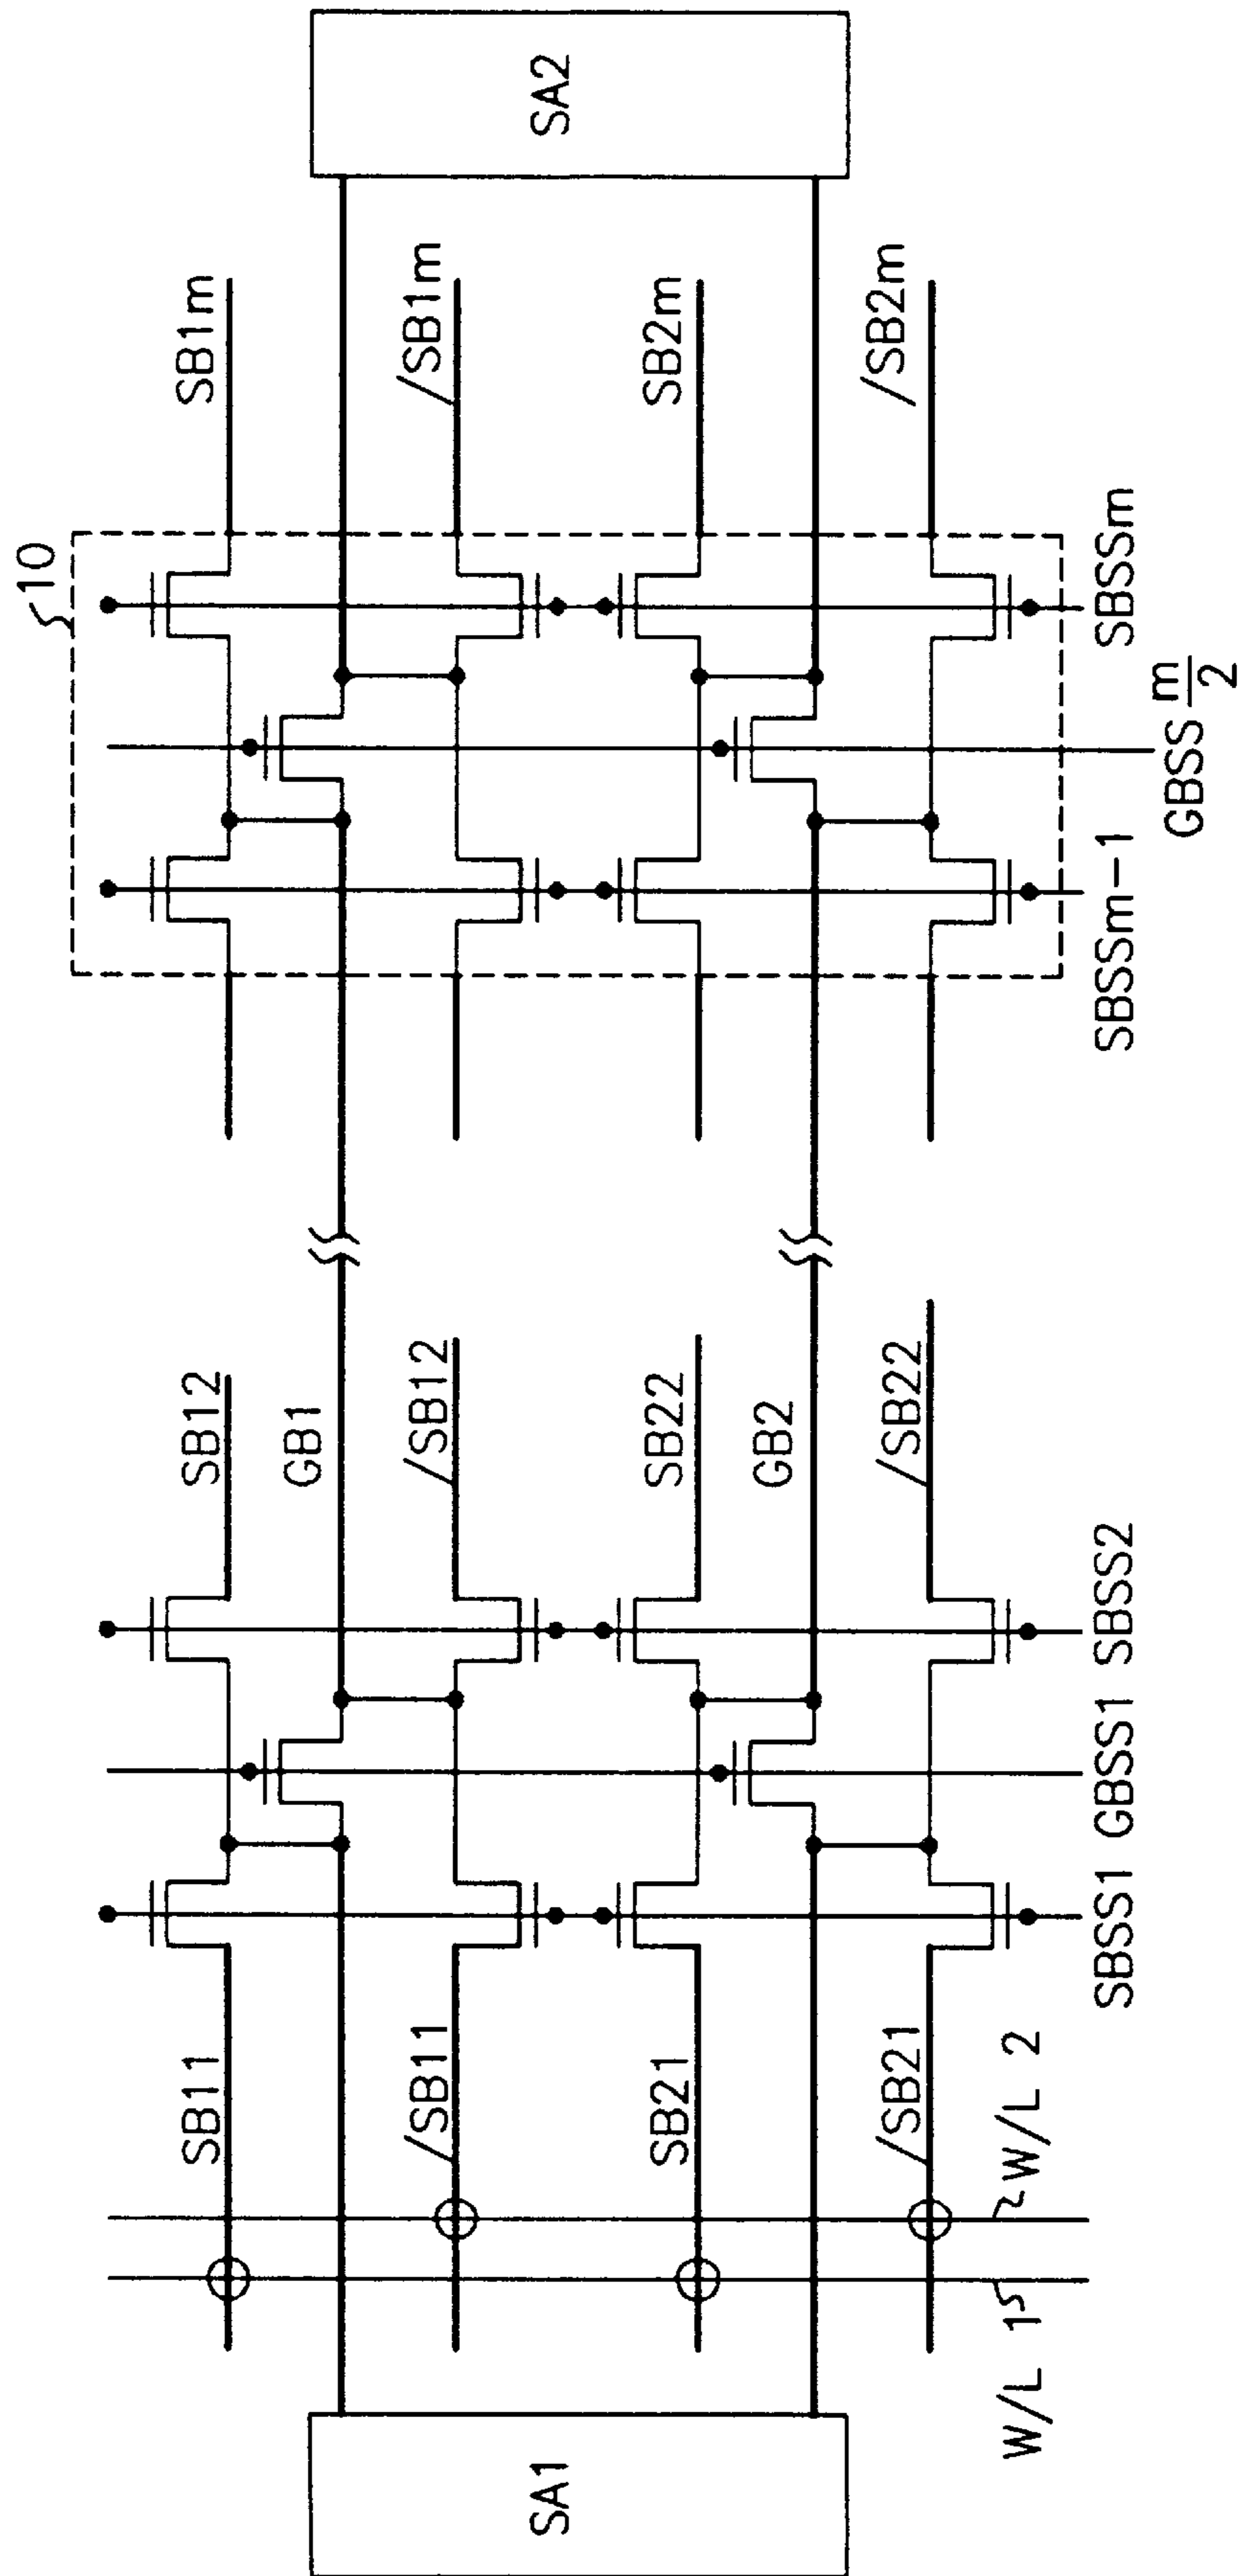 10
SB1m
/SB1m
SB2m
/SB2m
SA2
SBSSm-1
GBSS m/2
SBSSm
SB12
GB1
/SB12
SB22
GB2
/SB22
SBSS1 GBSS1 SBSS2
SB11
/SB11
SB21
/SB21
W/L 1
W/L 2
SA1